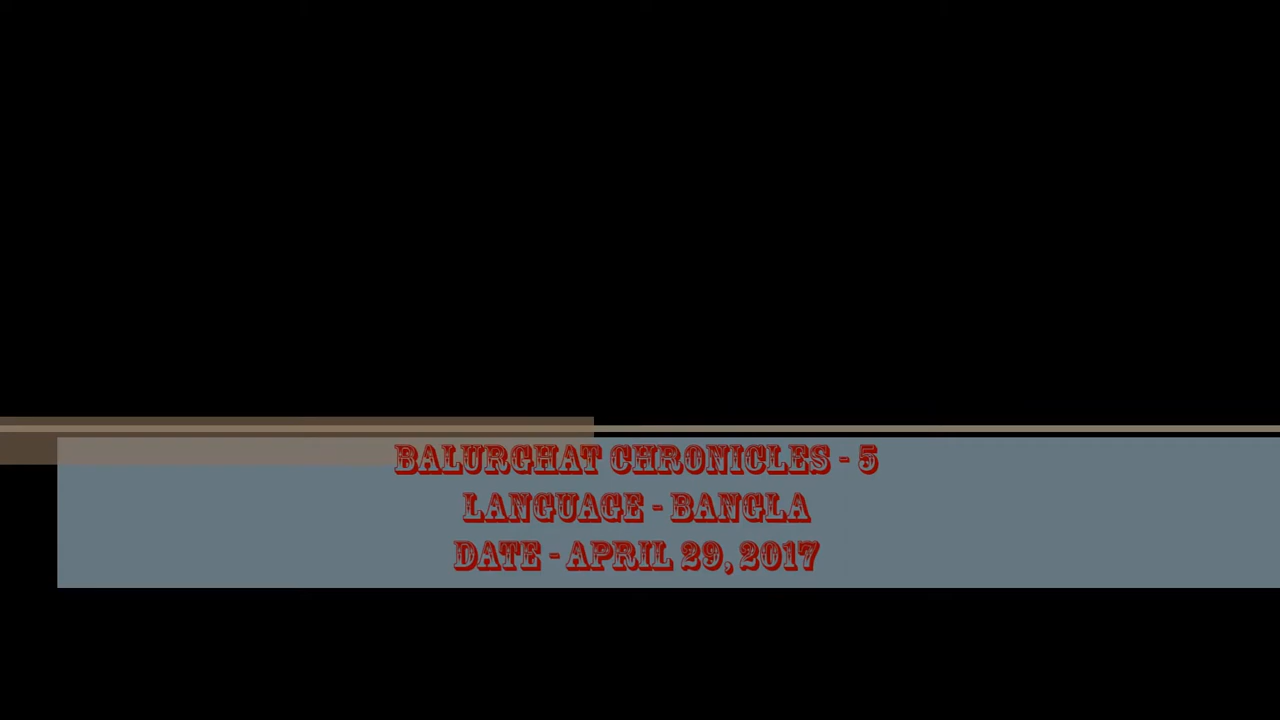 BALURGHAT CHRONICLES - 5
LANGUAGE - BANGLA
DATE - APRIL 29, 2017